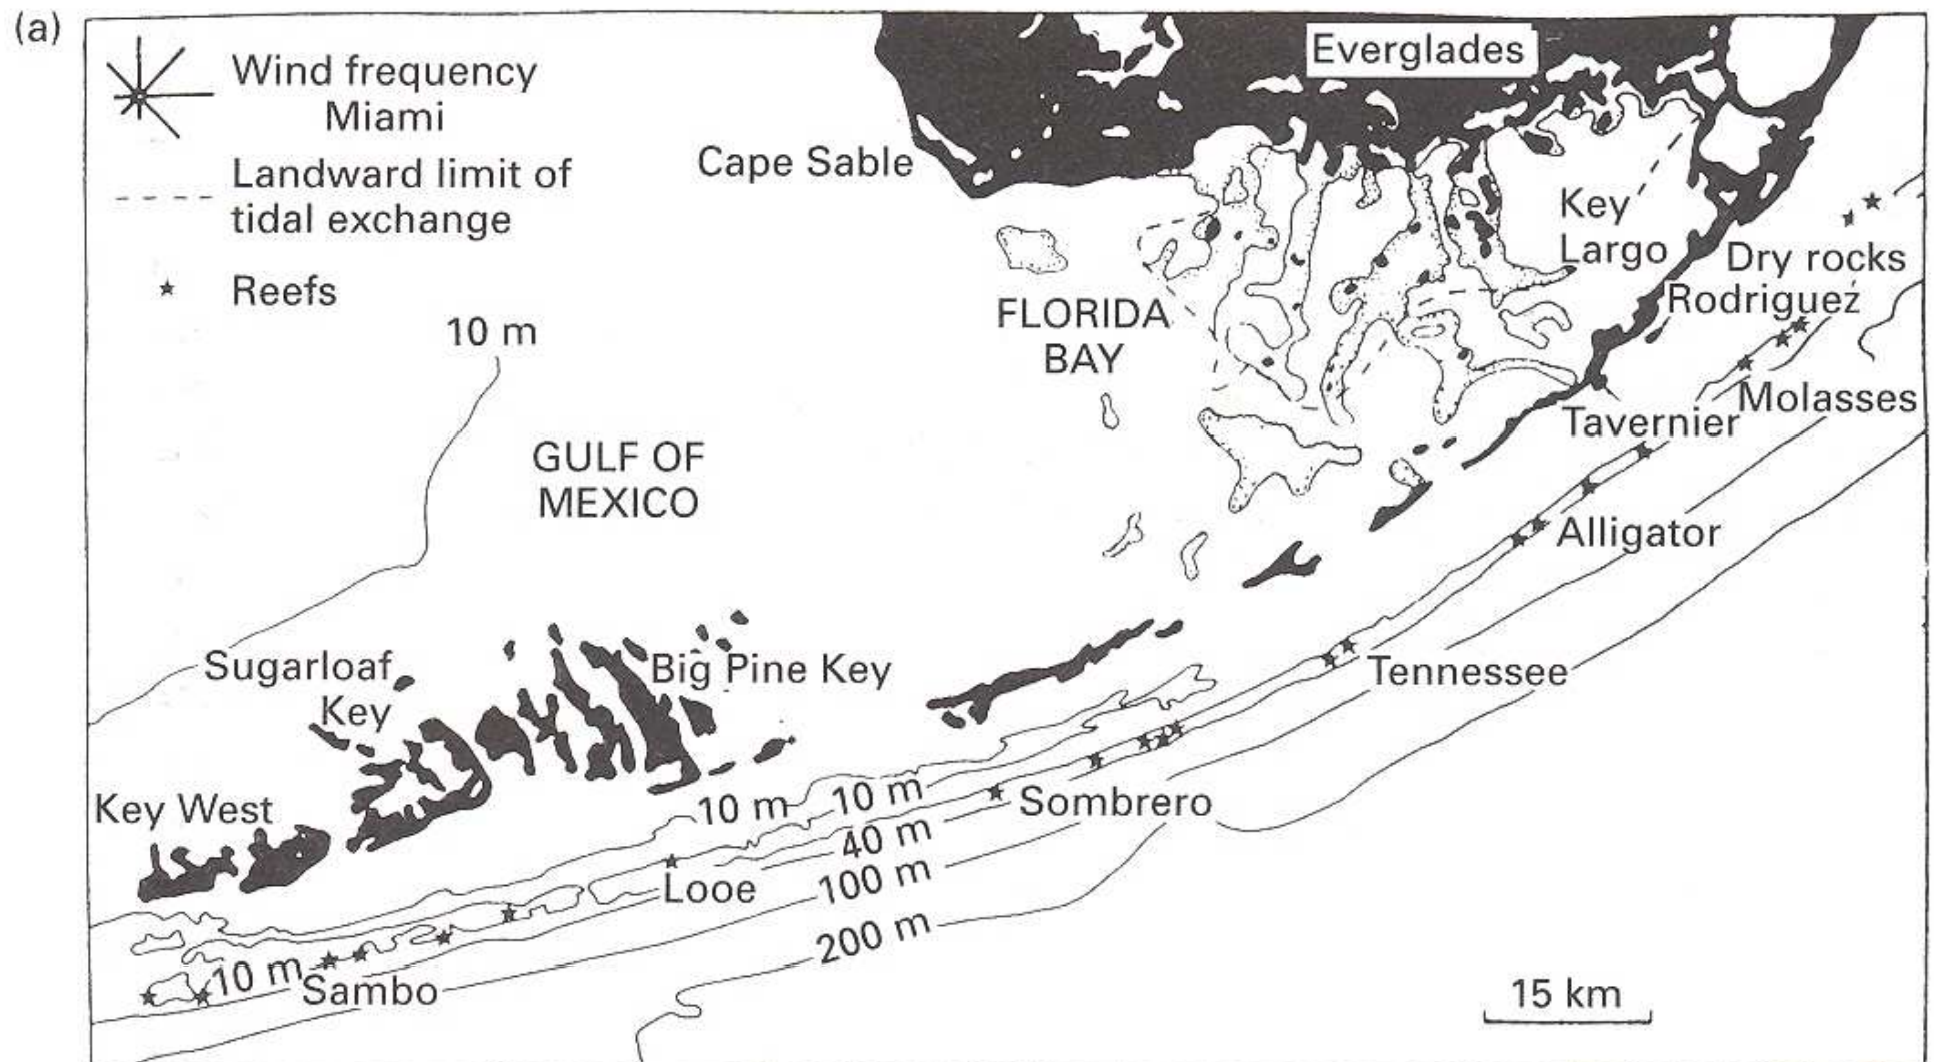 (a)
Wind frequency
Miami
Landward limit of
tidal exchange
Reefs
Everglades
Cape Sable
Key
Largo
Dry rocks
Rodriguez
FLORIDA
BAY
10 m
Molasses
Tavernier
GULF OF
MEXICO
Alligator
Sugarloaf
Key
Big Pine Key
Tennessee
Key West
10 m
10 m
Sombrero
40 m
Looe
100 m
200 m
10 m
Sambo
15 km